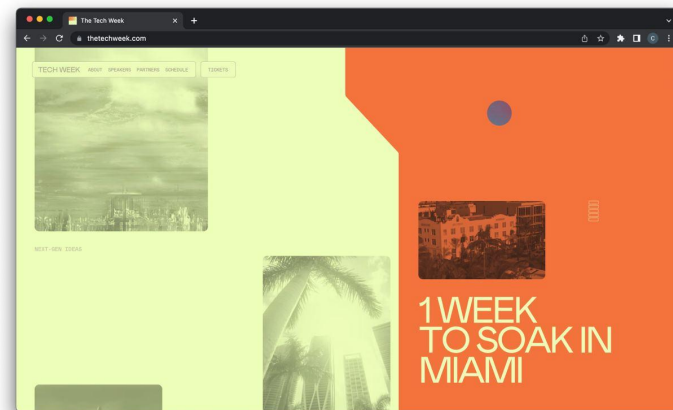 The Tech Week
thetechweek.com
TECH WEEK ABOUT SPEAKERS PARTNERS SCHEDULE TICKETS
NEXT-GEN IDEAS
1 WEEK
TO SOAK IN
MIAMI